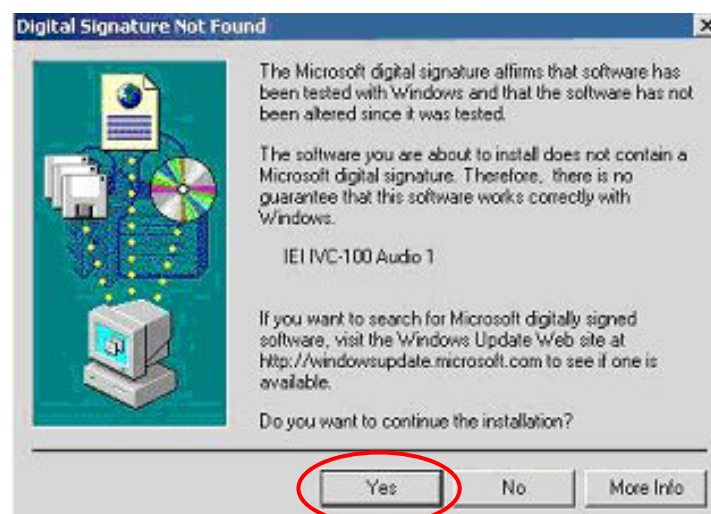 Digital Signature Not Found
The Microsoft digital signature affirms that software has
been tested with Windows and that the software has not
been altered since it was tested.
The software you are about to install does not contain a
Microsoft digital signature. Therefore, there is no
guarantee that this software works correctly with
Windows.
IEI IVC-100 Audio 1
If you want to search for Microsoft digitally signed
software, visit the Windows Update Web site at
http://windowsupdate.microsoft.com to see if one is
available.
Do you want to continue the installation?
Yes No More Info